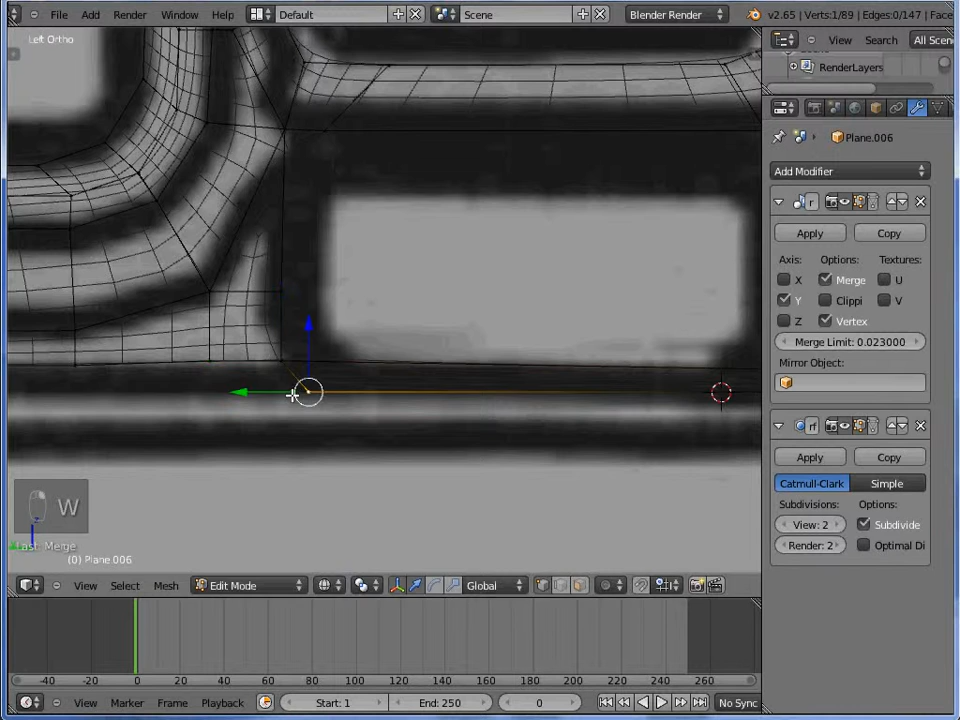 File Add Render Window Help Default Scene Blender Render v2.65 | Verts:1/89 | Edges:0/147 | Face
Left Ortho
View Search All Scen
RenderLayers
Plane.006
Add Modifier
r
Apply Copy
Axis: Options: Textures:
X Merge U
Y Clippi V
Z Vertex
Merge Limit: 0.023000
Mirror Object:
rf
Apply Copy
Catmull-Clark Simple
Subdivisions: Options:
View: 2 Subdivide
Render: 2 Optimal Di
W
Last: Merge
(0) Plane.006
View Select Mesh Edit Mode Global
-40 -20 0 20 40 60 80 100 120 140 160 180 200 220 240 260
View Marker Frame Playback Start: 1 End: 250 0 No Sync